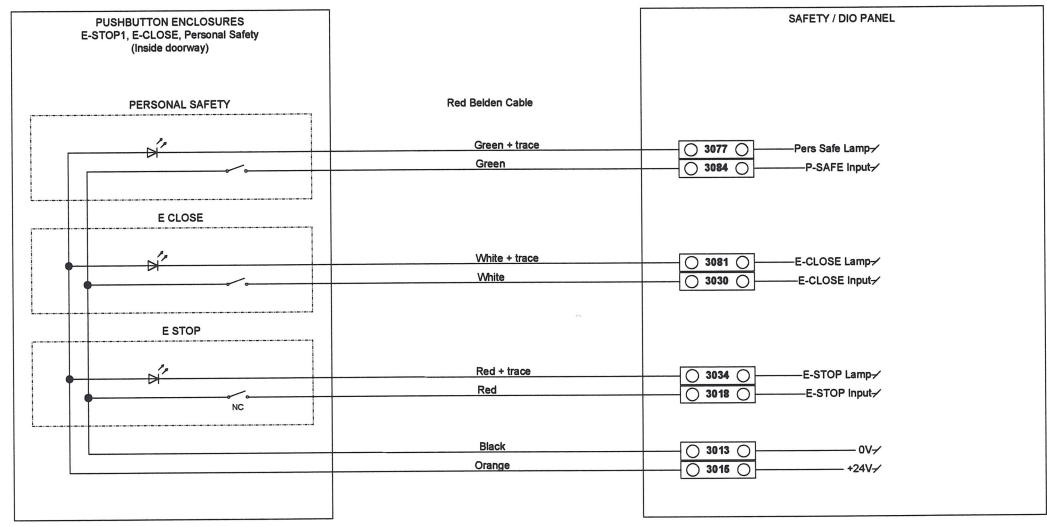 PUSHBUTTON ENCLOSURES
E-STOP1, E-CLOSE, Personal Safety
(Inside doorway)
SAFETY / DIO PANEL
PERSONAL SAFETY
Red Belden Cable
Green + trace
3077
Pers Safe Lamp
Green
3084
P-SAFE Input
E CLOSE
White + trace
3081
E-CLOSE Lamp
White
3030
E-CLOSE Input
E STOP
Red + trace
3034
E-STOP Lamp
Red
3018
E-STOP Input
NC
Black
3013
0V
Orange
3015
+24V